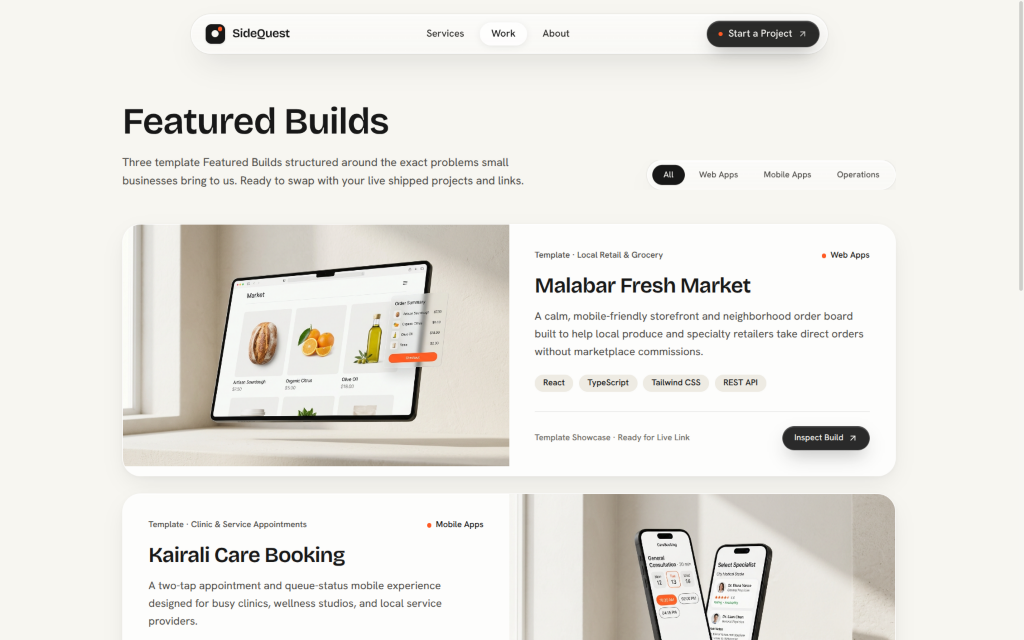 SideQuest
Services
Work
About
Start a Project
Featured Builds
Three template Featured Builds structured around the exact problems small
businesses bring to us. Ready to swap with your live shipped projects and links.
All
Web Apps
Mobile Apps
Operations
Market
Order Summary
Artisan Sourdough
Organic Citrus
Olive Oil
Template · Local Retail & Grocery
Web Apps
Malabar Fresh Market
A calm, mobile-friendly storefront and neighborhood order board
built to help local produce and specialty retailers take direct orders
without marketplace commissions.
React
TypeScript
Tailwind CSS
REST API
Template Showcase · Ready for Live Link
Inspect Build
Template · Clinic & Service Appointments
Mobile Apps
Kairali Care Booking
A two-tap appointment and queue-status mobile experience
designed for busy clinics, wellness studios, and local service
providers.
General
Consultation
12
13
14
Select Specialist